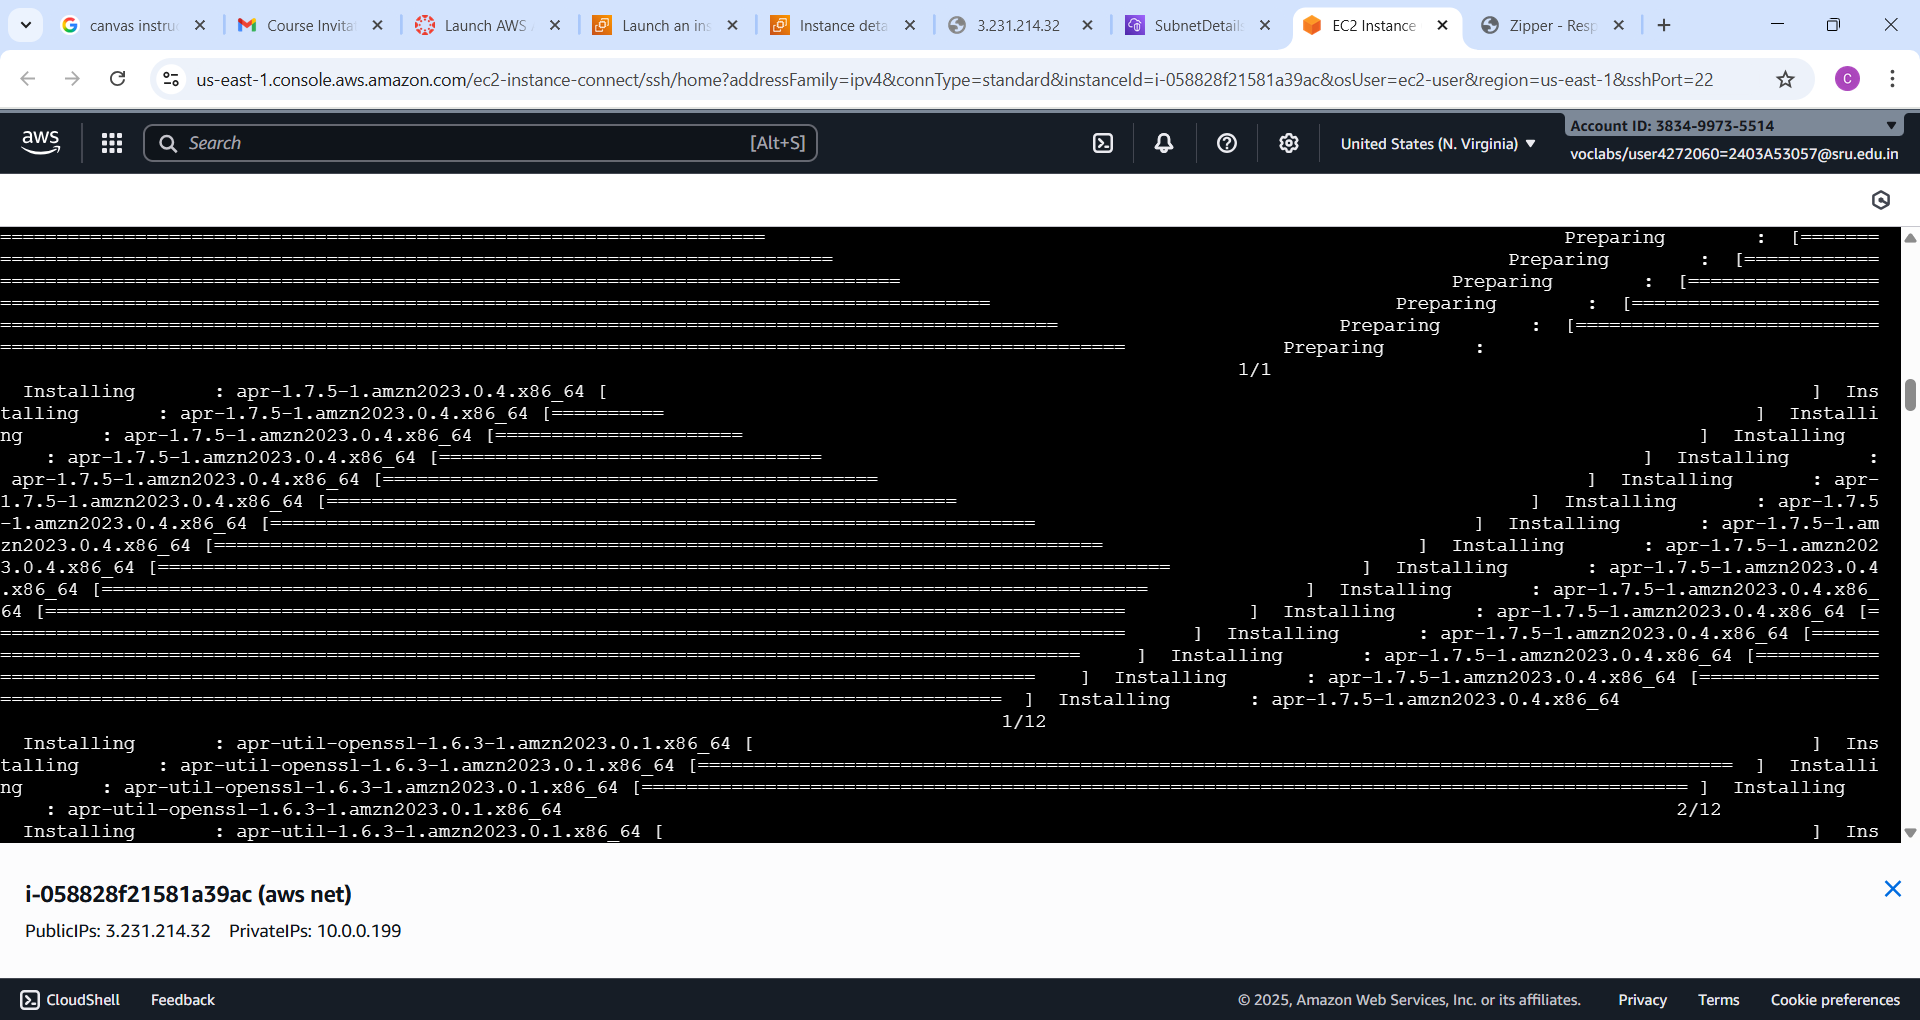 canvas instru
Course Invita
Launch AWS
Launch an ins
Instance deta
3.231.214.32
SubnetDetails
EC2 Instance
Zipper - Resp
us-east-1.console.aws.amazon.com/ec2-instance-connect/ssh/home?addressFamily=ipv4&connType=standard&instanceId=i-058828f21581a39ac&osUser=ec2-user&region=us-east-1&sshPort=22
C
aws
Search
[Alt+S]
United States (N. Virginia)
Account ID: 3834-9973-5514
voclabs/user4272060=2403A53057@sru.edu.in
==================================================================== Preparing : [=======
========================================================================== Preparing : [============
================================================================================ Preparing : [=================
======================================================================================== Preparing : [======================
============================================================================================== Preparing : [===========================
==================================================================================================== Preparing :
1/1
Installing : apr-1.7.5-1.amzn2023.0.4.x86_64 [ ] Ins
talling : apr-1.7.5-1.amzn2023.0.4.x86_64 [========== ] Installi
ng : apr-1.7.5-1.amzn2023.0.4.x86_64 [====================== ] Installing
: apr-1.7.5-1.amzn2023.0.4.x86_64 [================================== ] Installing :
apr-1.7.5-1.amzn2023.0.4.x86_64 [============================================ ] Installing : apr-
1.7.5-1.amzn2023.0.4.x86_64 [======================================================== ] Installing : apr-1.7.5
-1.amzn2023.0.4.x86_64 [==================================================================== ] Installing : apr-1.7.5-1.am
zn2023.0.4.x86_64 [=============================================================================== ] Installing : apr-1.7.5-1.amzn202
3.0.4.x86_64 [========================================================================================== ] Installing : apr-1.7.5-1.amzn2023.0.4
.x86_64 [============================================================================================= ] Installing : apr-1.7.5-1.amzn2023.0.4.x86_
64 [================================================================================================ ] Installing : apr-1.7.5-1.amzn2023.0.4.x86_64 [=
==================================================================================================== ] Installing : apr-1.7.5-1.amzn2023.0.4.x86_64 [======
================================================================================================ ] Installing : apr-1.7.5-1.amzn2023.0.4.x86_64 [===========
============================================================================================ ] Installing : apr-1.7.5-1.amzn2023.0.4.x86_64 [================
========================================================================================= ] Installing : apr-1.7.5-1.amzn2023.0.4.x86_64
1/12
Installing : apr-util-openssl-1.6.3-1.amzn2023.0.1.x86_64 [ ] Ins
talling : apr-util-openssl-1.6.3-1.amzn2023.0.1.x86_64 [============================================================================================ ] Installi
ng : apr-util-openssl-1.6.3-1.amzn2023.0.1.x86_64 [============================================================================================= ] Installing
: apr-util-openssl-1.6.3-1.amzn2023.0.1.x86_64 2/12
Installing : apr-util-1.6.3-1.amzn2023.0.1.x86_64 [ ] Ins
i-058828f21581a39ac (aws net)
PublicIPs: 3.231.214.32 PrivateIPs: 10.0.0.199
CloudShell Feedback © 2025, Amazon Web Services, Inc. or its affiliates. Privacy Terms Cookie preferences